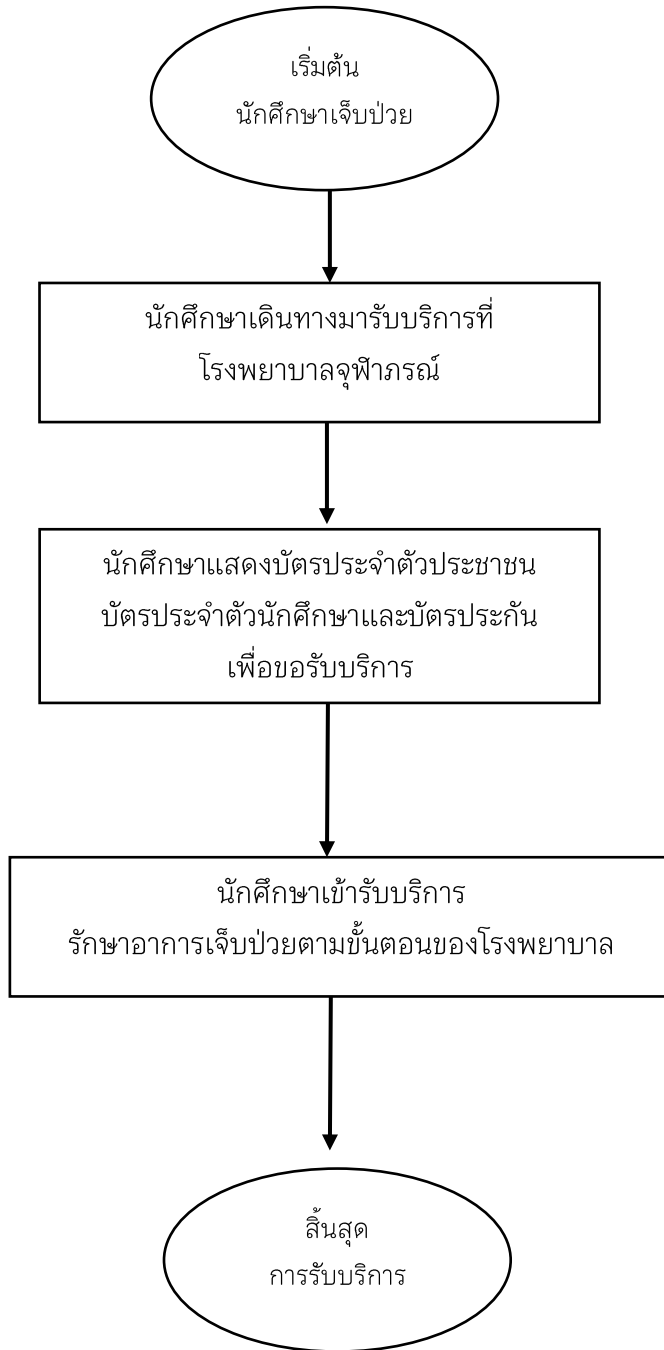 เริ่มต้น
นักศึกษาเจ็บป่วย
นักศึกษาเดินทางมารับบริการที่
โรงพยาบาลจุฬาภรณ์
นักศึกษาแสดงบัตรประจำตัวประชาชน
บัตรประจำตัวนักศึกษาและบัตรประกัน
เพื่อขอรับบริการ
นักศึกษาเข้ารับบริการ
รักษาอาการเจ็บป่วยตามขั้นตอนของโรงพยาบาล
สิ้นสุด
การรับบริการ